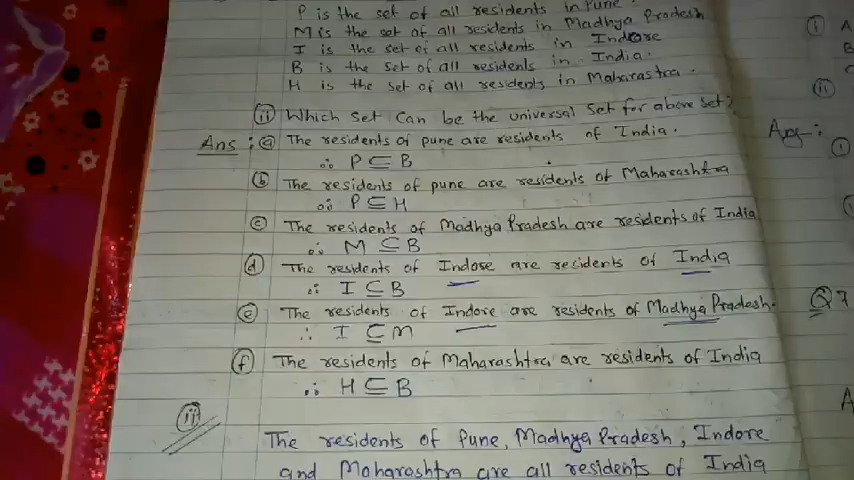 P is the set of all residents in Pune.
M is the set of all residents in Madhya Pradesh
I is the set of all residents in Indore
B is the set of all residents in India.
H is the set of all residents in Maharastra.
(ii) Which set can be the universal set for above set?
Ans : (a) The residents of pune are residents of India.
∴ P ⊆ B
(b) The residents of pune are residents of Maharashtra
∴ P ⊆ H
(c) The residents of Madhya Pradesh are residents of India
∴ M ⊆ B
(d) The residents of Indore are residents of India
∴ I ⊆ B
(e) The residents of Indore are residents of Madhya Pradesh.
∴ I ⊆ M
(f) The residents of Maharashtra are residents of India
∴ H ⊆ B
(ii)
The residents of Pune, Madhya Pradesh, Indore
and Maharashtra are all residents of India
(i) A
B
(ii)
Ans :
(i)
Q7
A